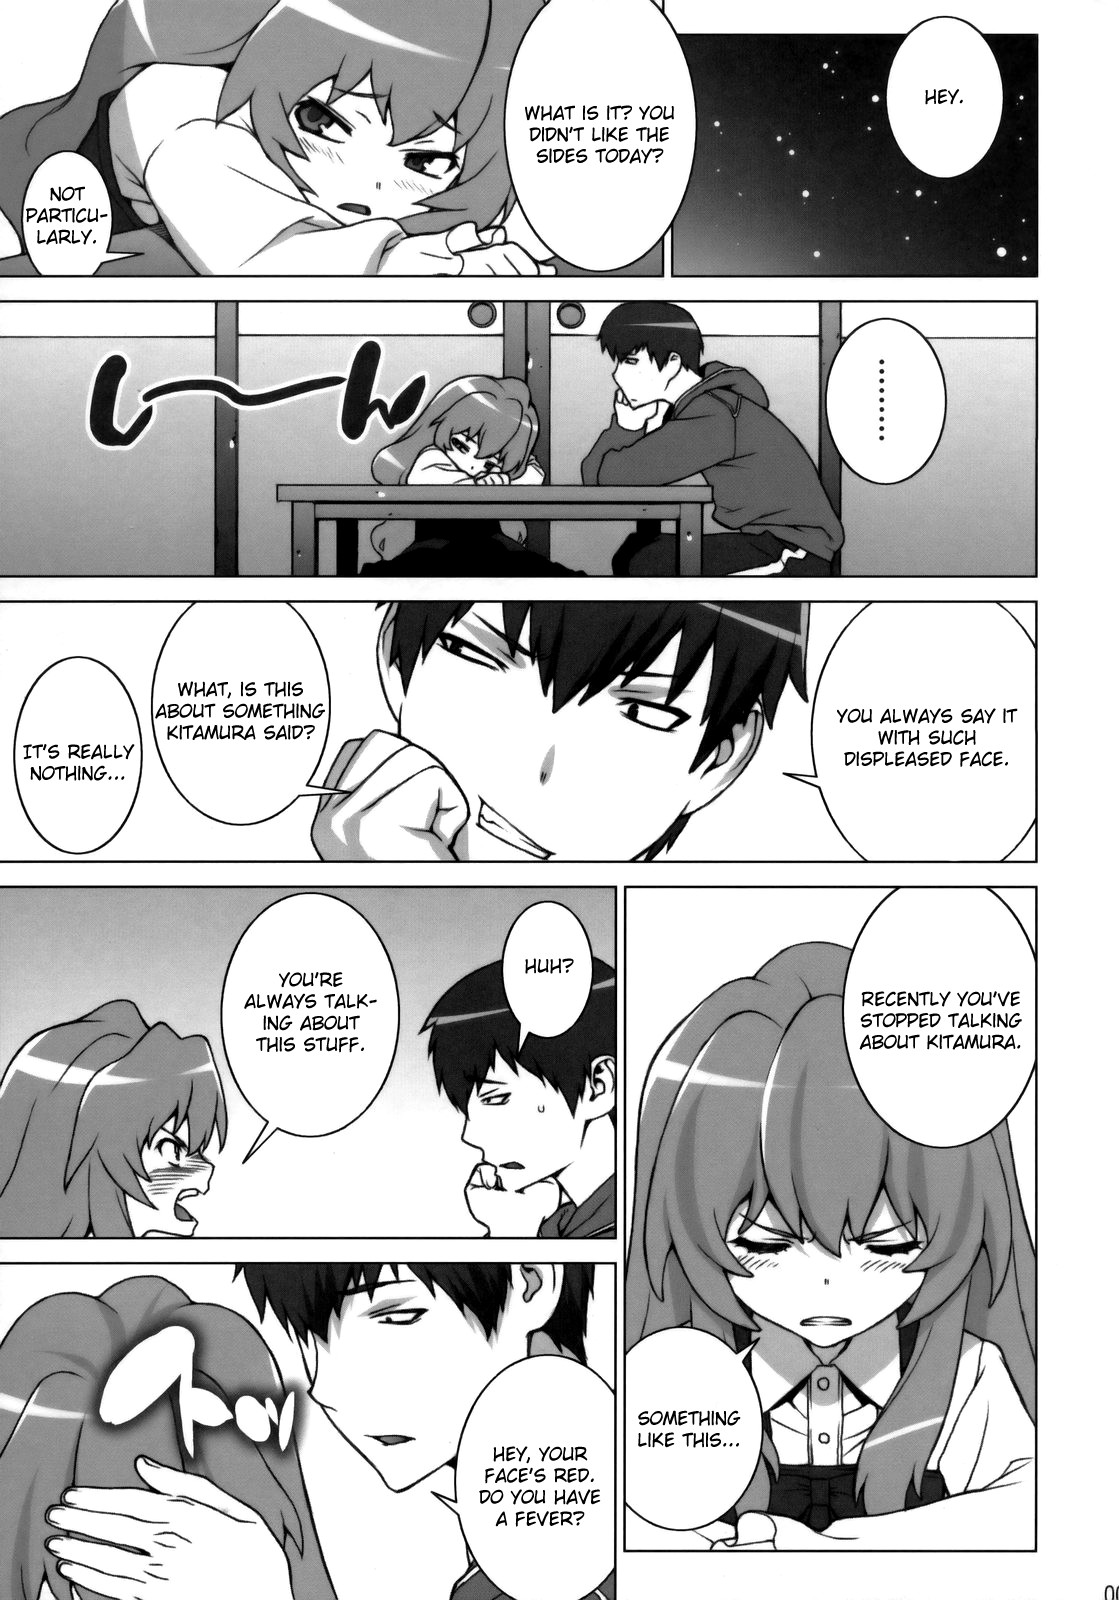 HEY.
WHAT IS IT? YOU
DIDN'T LIKE THE
SIDES TODAY?
NOT
PARTICU-
LARLY.
.........
し〜ん
YOU ALWAYS SAY IT
WITH SUCH
DISPLEASED FACE.
WHAT, IS THIS
ABOUT SOMETHING
KITAMURA SAID?
IT'S REALLY
NOTHING...
RECENTLY YOU'VE
STOPPED TALKING
ABOUT KITAMURA.
SOMETHING
LIKE THIS...
HUH?
YOU'RE
ALWAYS TALK-
ING ABOUT
THIS STUFF.
HEY, YOUR
FACE'S RED.
DO YOU HAVE
A FEVER?